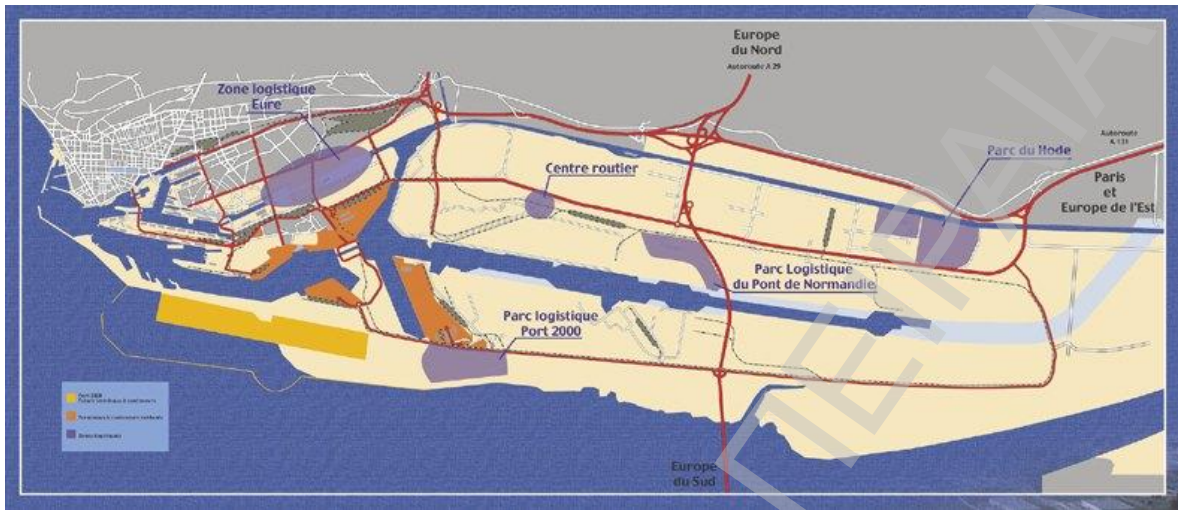 Europe
du Nord
Autoroute A 29
Zone logistique
Eure
Autoroute
Parc du Hode
Centre routier
Paris
et
Europe de l'Est
Parc Logistique
du Pont de Normandie
Parc logistique
Port 2000
Europe
du Sud